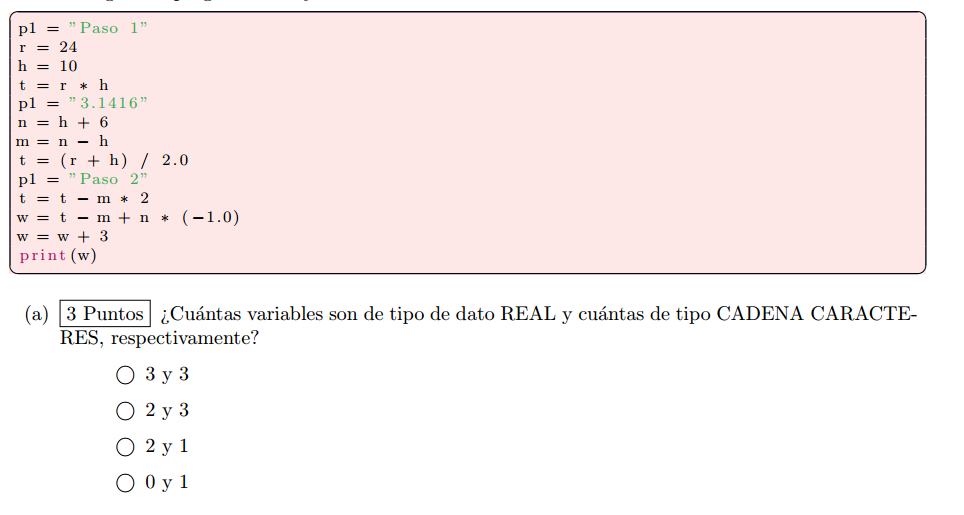 p1 = "Paso 1"
r = 24
h = 10
t = r * h
p1 = "3.1416"
n = h + 6
m = n - h
t = (r + h) / 2.0
p1 = "Paso 2"
t = t - m * 2
w = t - m + n * (-1.0)
w = w + 3
print(w)
(a) 3 Puntos ¿Cuántas variables son de tipo de dato REAL y cuántas de tipo CADENA CARACTE-
RES, respectivamente?
3 y 3
2 y 3
2 y 1
0 y 1